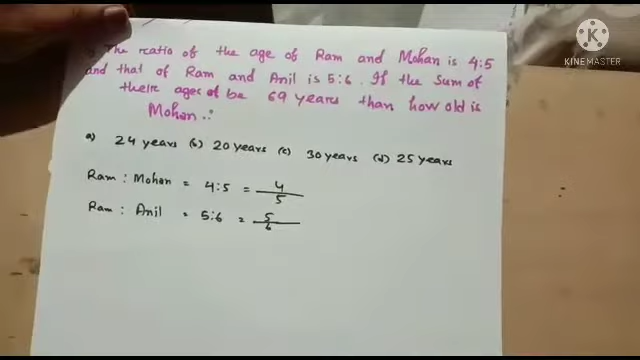 The ratio of the age of Ram and Mohan is 4:5
and that of Ram and Anil is 5:6. If the sum of
their ages of be 69 years than how old is
Mohan :
a) 24 years (b) 20 years (c) 30 years (d) 25 years
Ram : Mohan = 4:5 = 4/5
Ram : Anil = 5:6 = 5/6
K
KINEMASTER